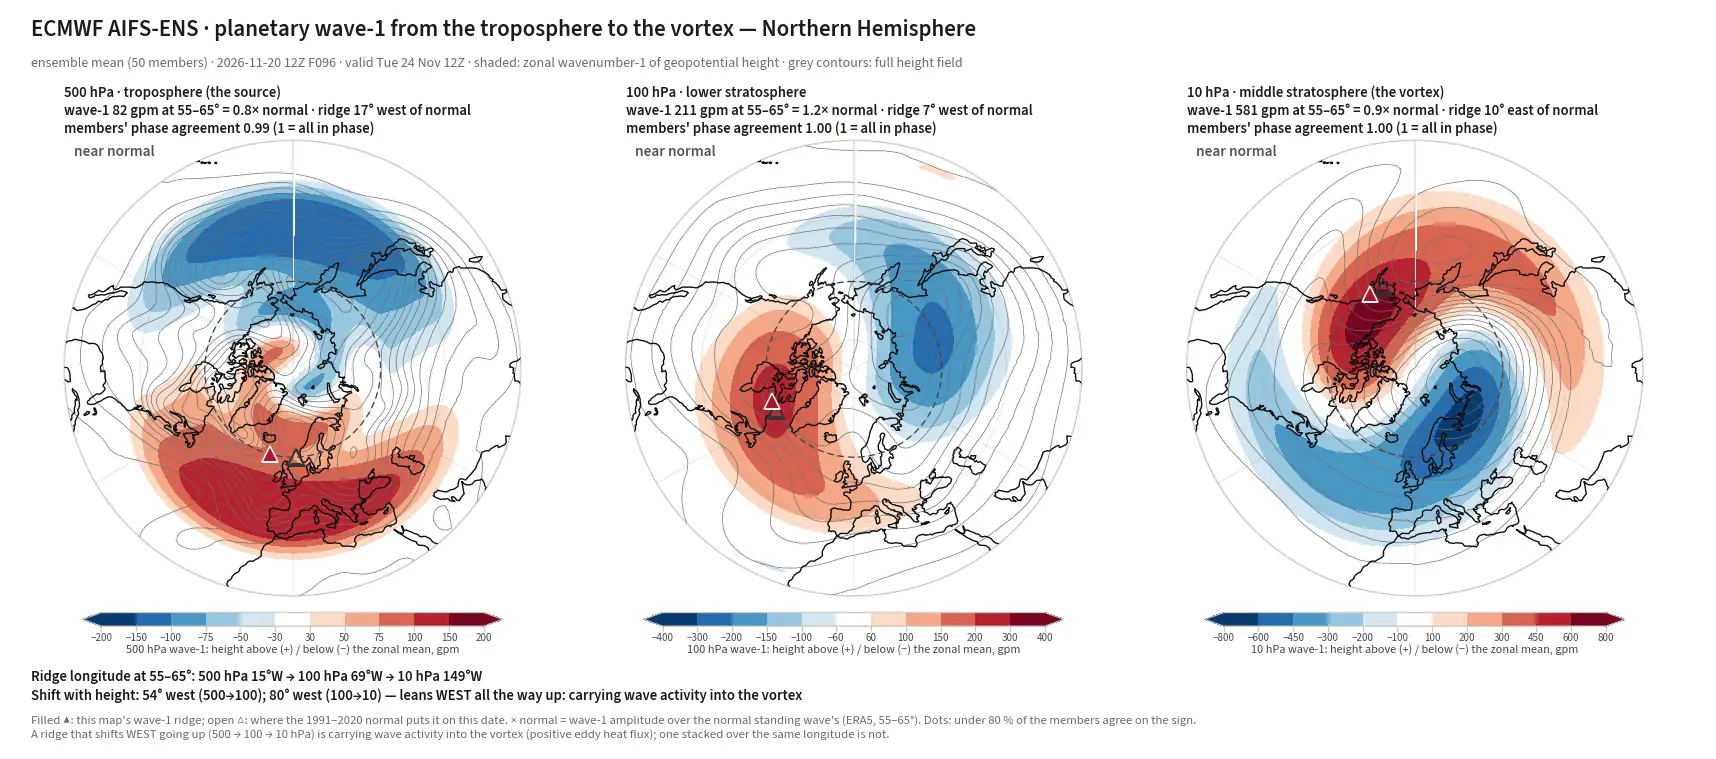 ECMWF AIFS-ENS · planetary wave-1 from the troposphere to the vortex — Northern Hemisphere
ensemble mean (50 members) · 2026-11-20 12Z F096 · valid Tue 24 Nov 12Z · shaded: zonal wavenumber-1 of geopotential height · grey contours: full height field
500 hPa · troposphere (the source)
wave-1 82 gpm at 55–65° = 0.8× normal · ridge 17° west of normal
members' phase agreement 0.99 (1 = all in phase)
near normal
100 hPa · lower stratosphere
wave-1 211 gpm at 55–65° = 1.2× normal · ridge 7° west of normal
members' phase agreement 1.00 (1 = all in phase)
near normal
10 hPa · middle stratosphere (the vortex)
wave-1 581 gpm at 55–65° = 0.9× normal · ridge 10° east of normal
members' phase agreement 1.00 (1 = all in phase)
near normal
−200 −150 −100 −75 −50 −30 30 50 75 100 150 200
500 hPa wave-1: height above (+) / below (−) the zonal mean, gpm
−400 −300 −200 −150 −100 −60 60 100 150 200 300 400
100 hPa wave-1: height above (+) / below (−) the zonal mean, gpm
−800 −600 −450 −300 −200 −100 100 200 300 450 600 800
10 hPa wave-1: height above (+) / below (−) the zonal mean, gpm
Ridge longitude at 55–65°: 500 hPa 15°W → 100 hPa 69°W → 10 hPa 149°W
Shift with height: 54° west (500→100); 80° west (100→10) — leans WEST all the way up: carrying wave activity into the vortex
Filled ▲: this map's wave-1 ridge; open △: where the 1991–2020 normal puts it on this date. × normal = wave-1 amplitude over the normal standing wave's (ERA5, 55–65°). Dots: under 80 % of the members agree on the sign.
A ridge that shifts WEST going up (500 → 100 → 10 hPa) is carrying wave activity into the vortex (positive eddy heat flux); one stacked over the same longitude is not.